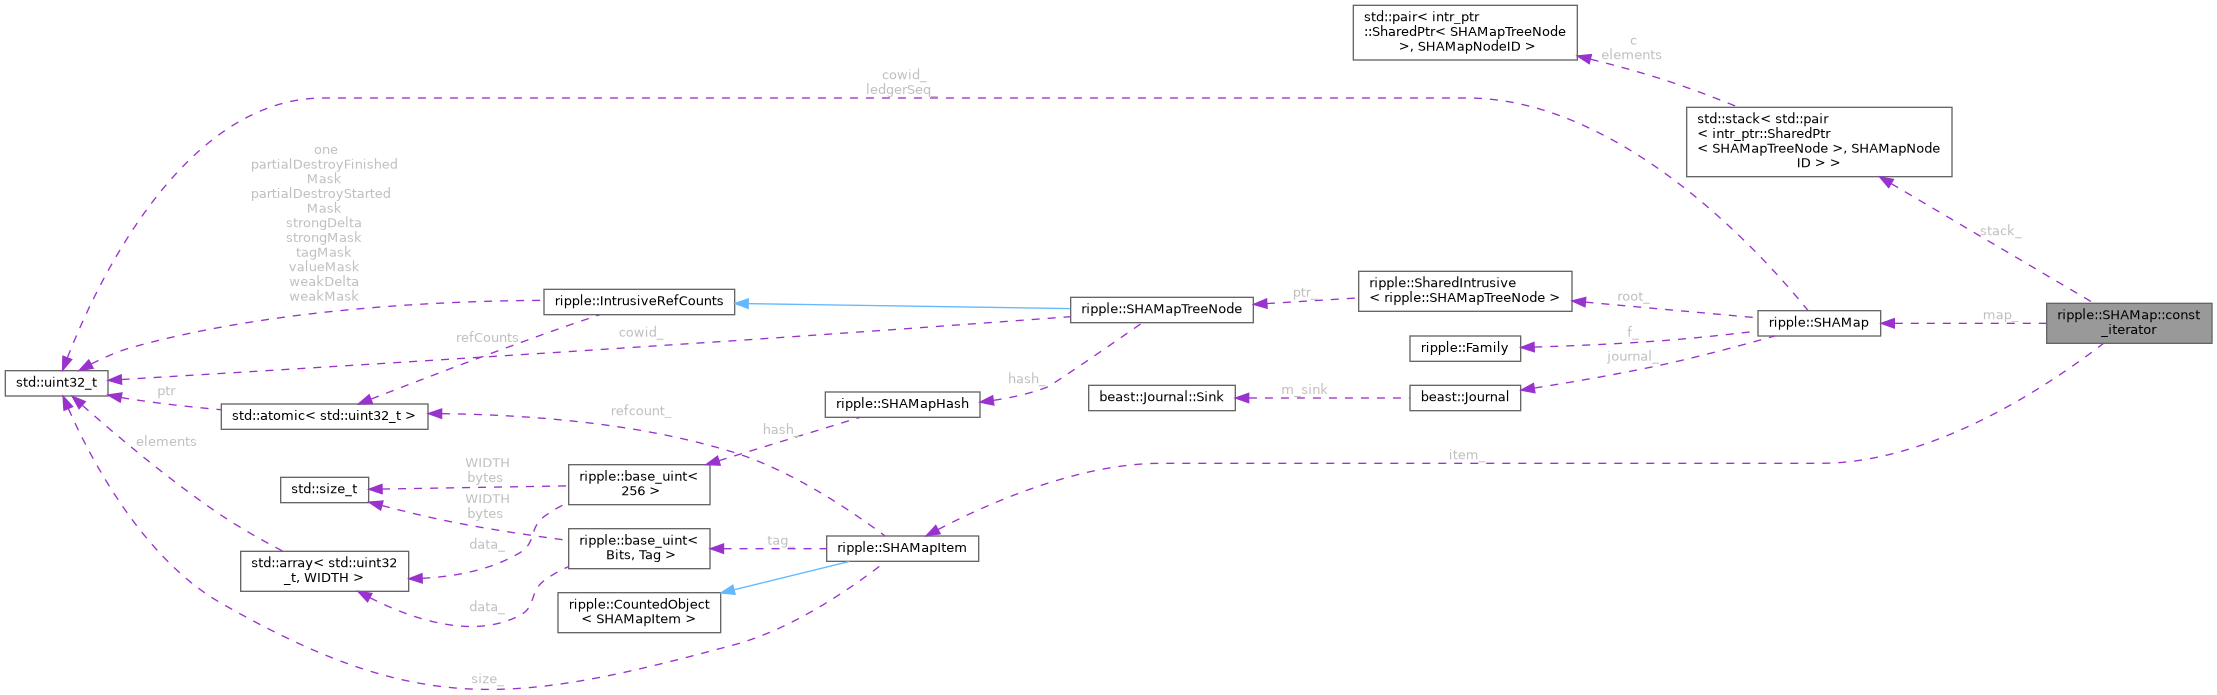 std::pair< intr_ptr
::SharedPtr< SHAMapTreeNode
>, SHAMapNodeID >
c
elements
cowid_
ledgerSeq_
std::stack< std::pair
< intr_ptr::SharedPtr
< SHAMapTreeNode >, SHAMapNode
ID > >
one
partialDestroyFinished
Mask
partialDestroyStarted
Mask
strongDelta
strongMask
tagMask
valueMask
weakDelta
weakMask
stack_
ripple::IntrusiveRefCounts
ripple::SHAMapTreeNode
ptr_
ripple::SharedIntrusive
< ripple::SHAMapTreeNode >
root_
ripple::SHAMap
map_
ripple::SHAMap::const
_iterator
refCounts
cowid_
f_
ripple::Family
journal_
std::uint32_t
ptr
std::atomic< std::uint32_t >
hash_
ripple::SHAMapHash
beast::Journal::Sink
m_sink
beast::Journal
refcount_
elements
hash_
item_
WIDTH
bytes
std::size_t
ripple::base_uint<
256 >
WIDTH
bytes
data_
ripple::base_uint<
Bits, Tag >
tag_
ripple::SHAMapItem
std::array< std::uint32
_t, WIDTH >
data_
ripple::CountedObject
< SHAMapItem >
size_